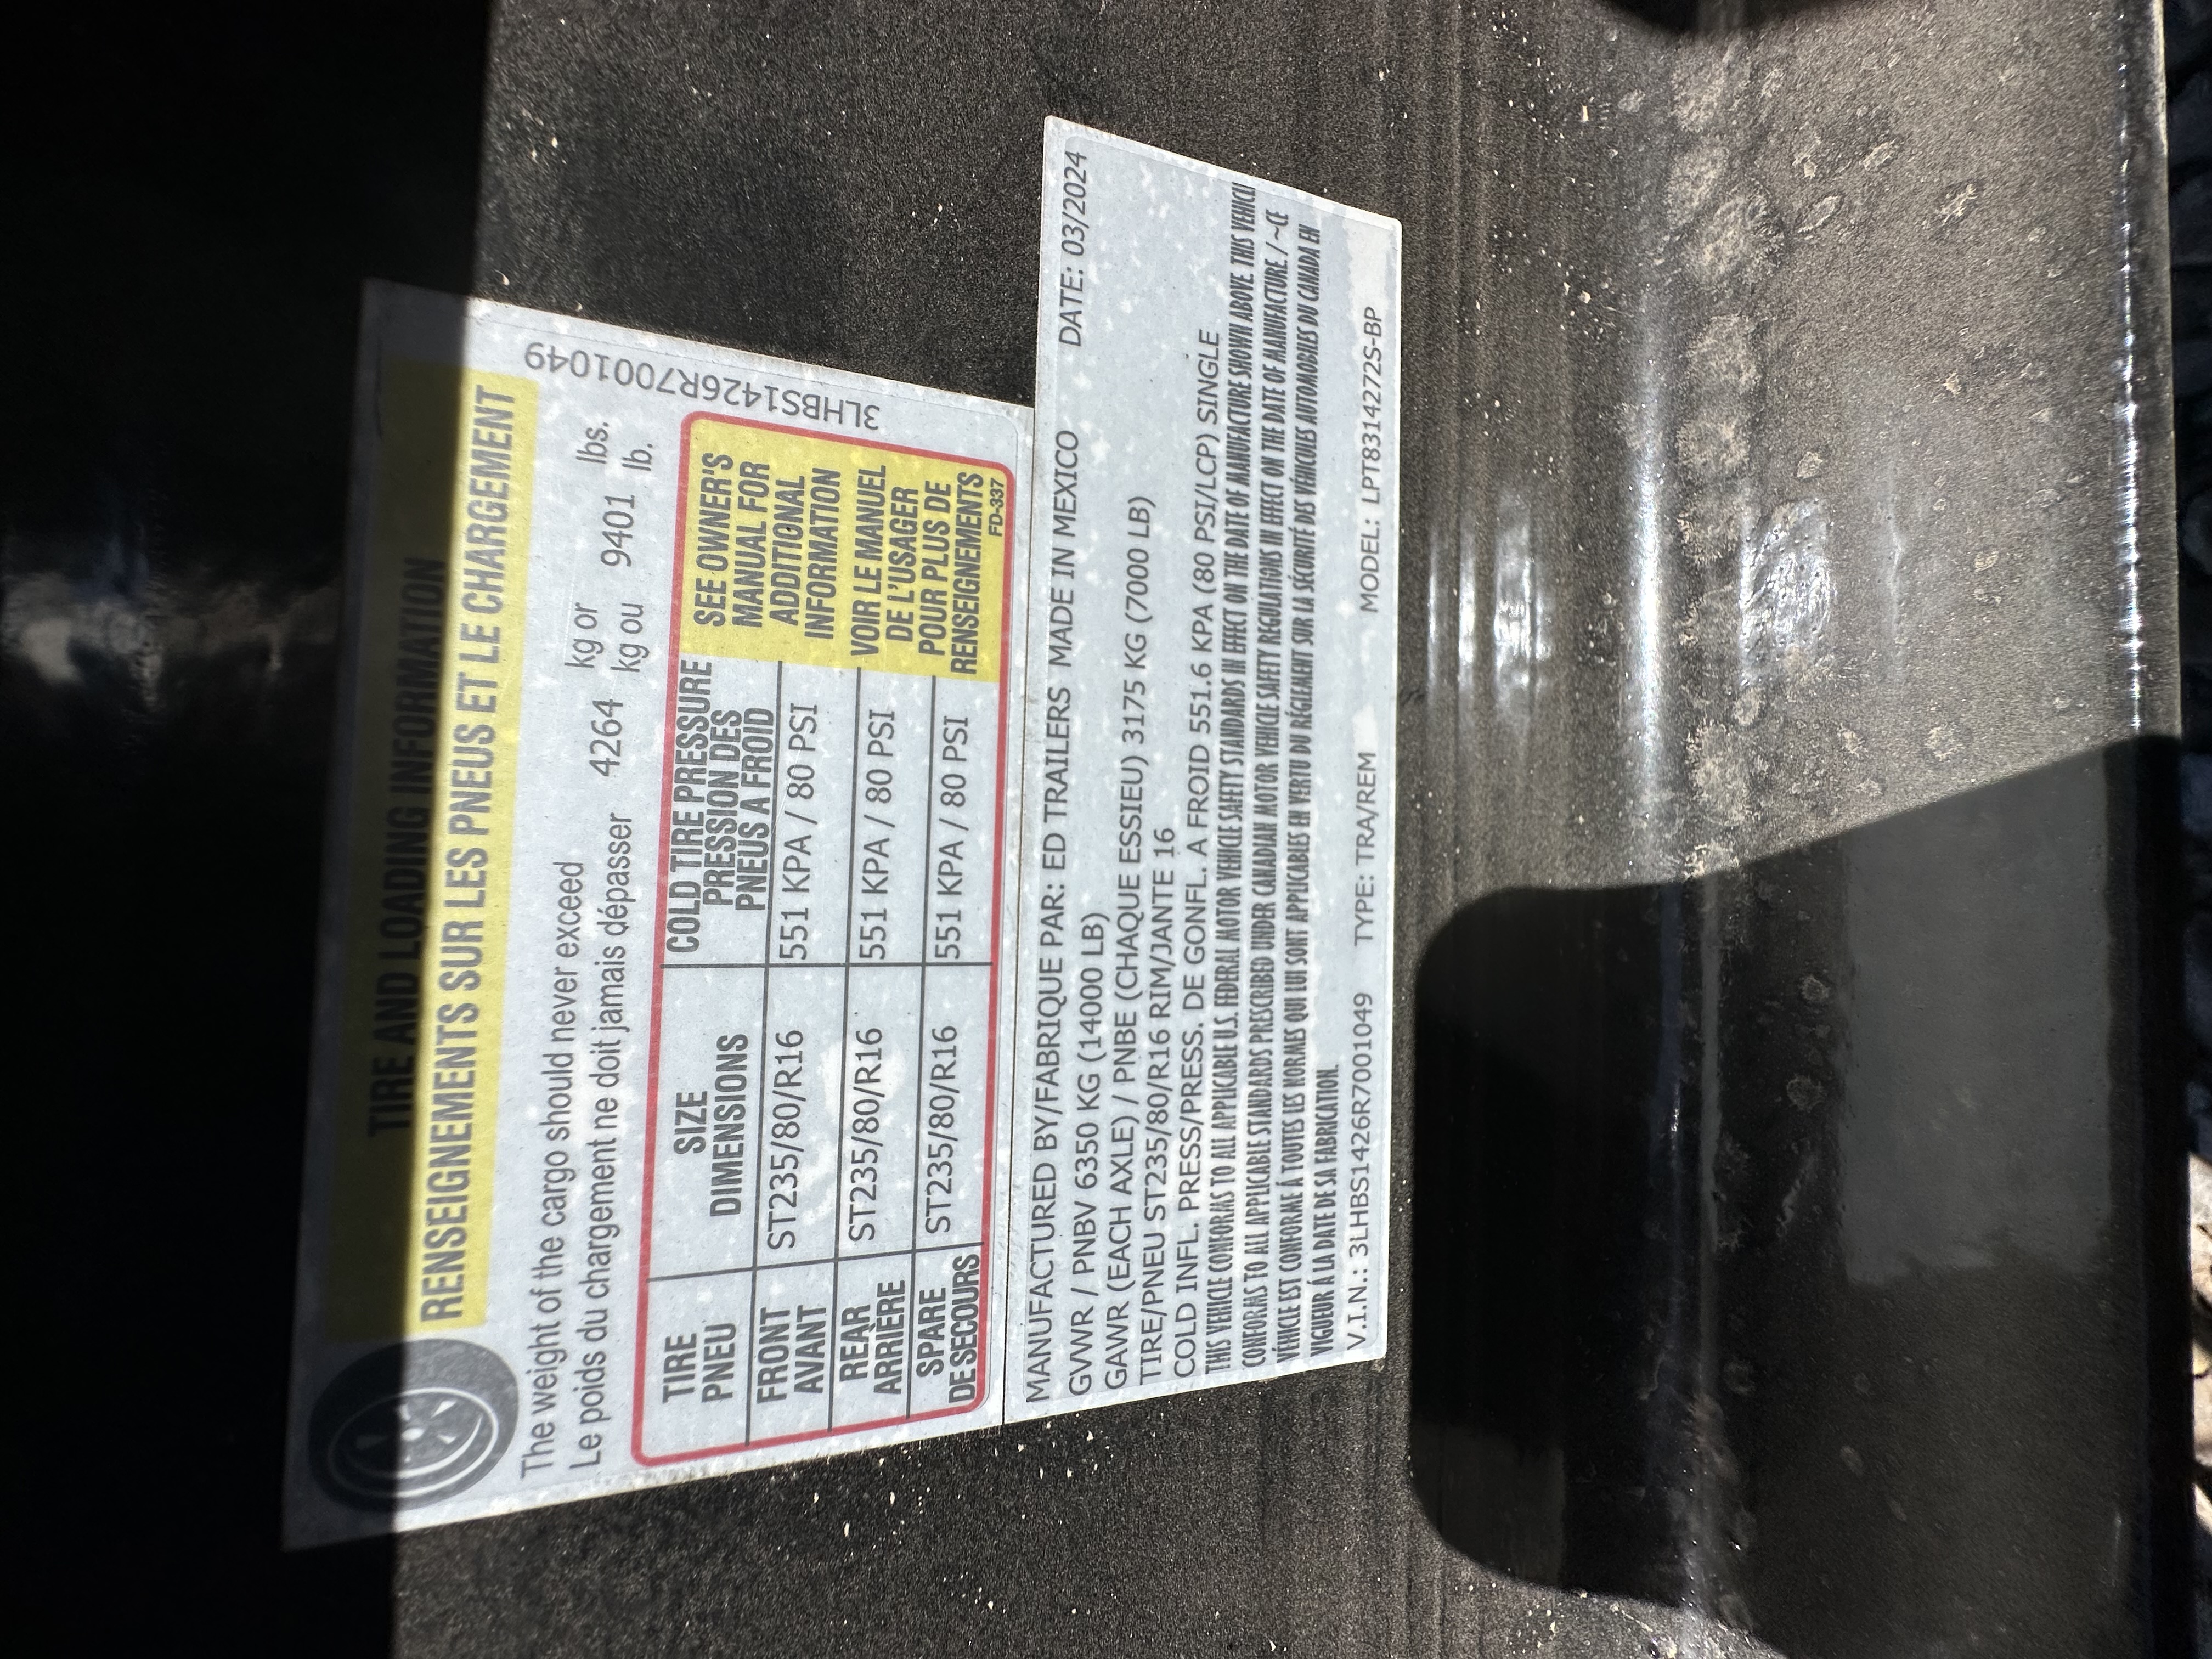 TIRE AND LOADING INFORMATION
RENSEIGNEMENTS SUR LES PNEUS ET LE CHARGEMENT
The weight of the cargo should never exceed kg or lbs.
Le poids du chargement ne doit jamais dépasser 4264 kg ou 9401 lb.
TIRE PNEU
SIZE DIMENSIONS
COLD TIRE PRESSURE
PRESSION DES
PNEUS A FROID
FRONT AVANT ST235/80/R16 551 KPA / 80 PSI
REAR ARRIÈRE ST235/80/R16 551 KPA / 80 PSI
SPARE DE SECOURS ST235/80/R16 551 KPA / 80 PSI
SEE OWNER'S
MANUAL FOR
ADDITIONAL
INFORMATION
VOIR LE MANUEL
DE L'USAGER
POUR PLUS DE
RENSEIGNEMENTS
FD-337
3LHBS1426R7001049
MANUFACTURED BY/FABRIQUE PAR: ED TRAILERS MADE IN MEXICO DATE: 03/2024
GVWR / PNBV 6350 KG (14000 LB)
GAWR (EACH AXLE) / PNBE (CHAQUE ESSIEU) 3175 KG (7000 LB)
TIRE/PNEU ST235/80/R16 RIM/JANTE 16
COLD INFL. PRESS/PRESS. DE GONFL. A FROID 551.6 KPA (80 PSI/LCP) SINGLE
THIS VEHICLE CONFORMS TO ALL APPLICABLE U.S. FEDERAL MOTOR VEHICLE SAFETY STANDARDS IN EFFECT ON THE DATE OF MANUFACTURE SHOWN ABOVE. THIS VEHICLE
CONFORMS TO ALL APPLICABLE STANDARDS PRESCRIBED UNDER CANADIAN MOTOR VEHICLE SAFETY REGULATIONS IN EFFECT ON THE DATE OF MANUFACTURE. / ~CE
VÉHICLE EST CONFORME À TOUTES LES NORMES QUI LUI SONT APPLICABLES EN VERTU DU RÉGLEMENT SUR LA SÉCURITÉ DES VÉHICULES AUTOMOBILES DU CANADA EN
VIGUEUR Á LA DATE DE SA FABRICATION.
V.I.N.: 3LHBS1426R7001049 TYPE: TRA/REM MODEL: LPT8314272S-BP